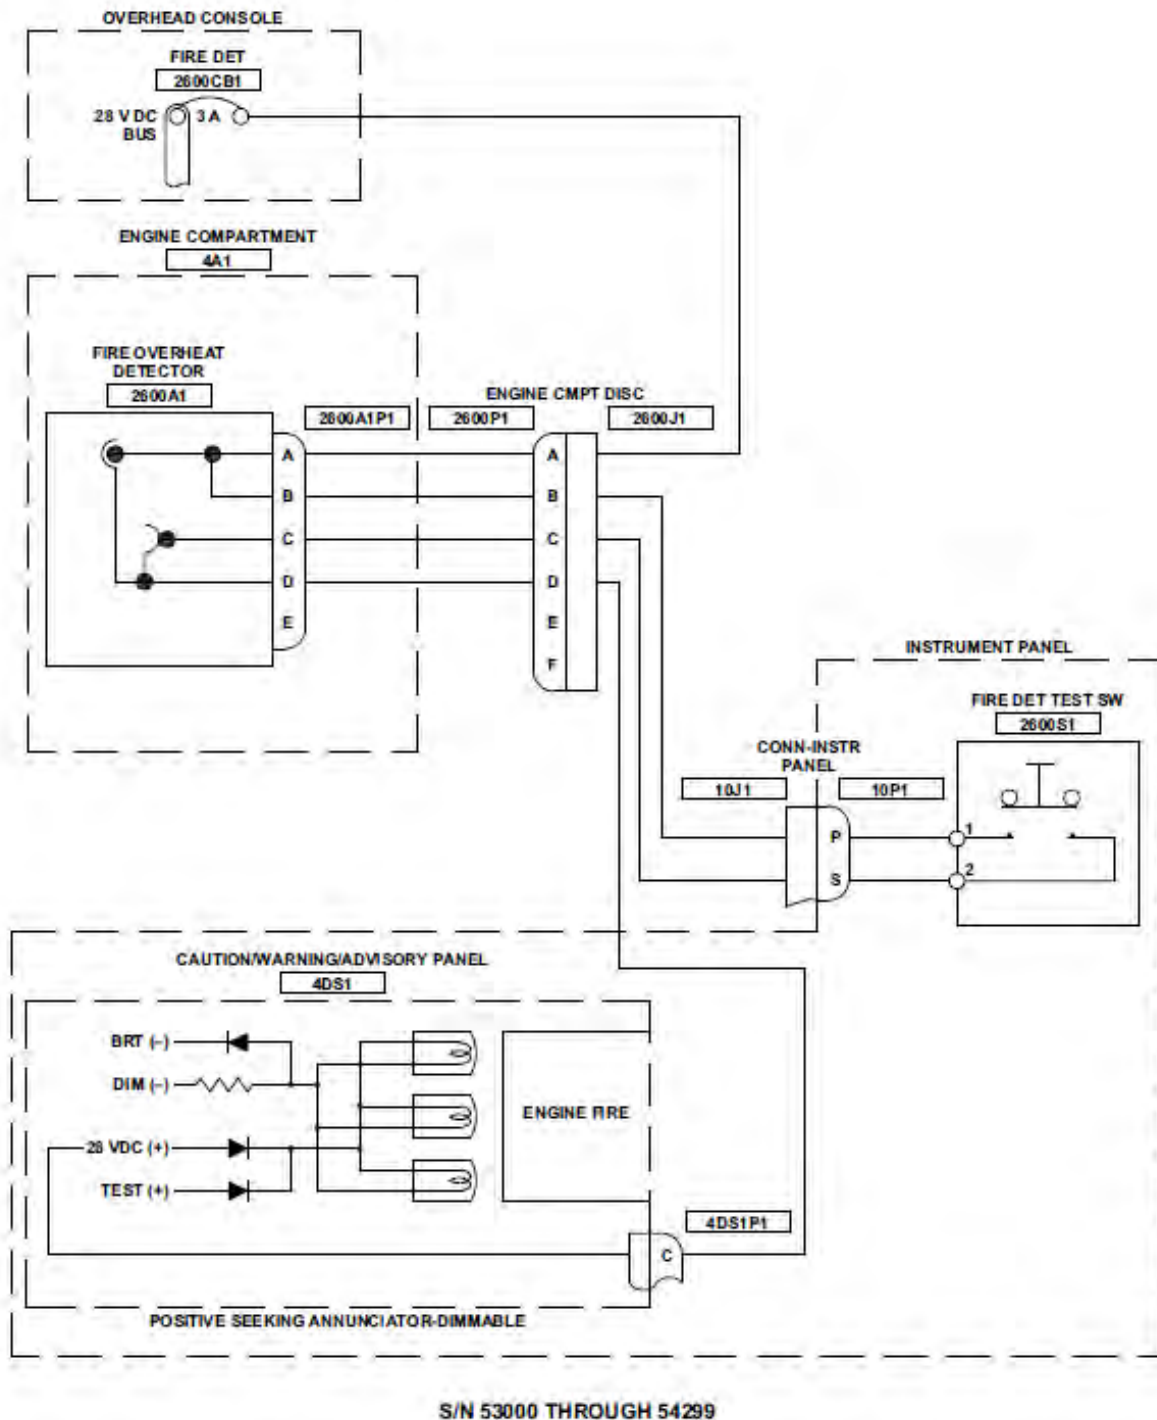 OVERHEAD CONSOLE
FIRE DET
2600CB1
28 V DC
BUS
3 A
ENGINE COMPARTMENT
4A1
FIRE OVERHEAT
DETECTOR
2600A1
ENGINE CMPT DISC
2600A1P1
2600P1
2600J1
A
B
C
D
E
A
B
C
D
E
F
INSTRUMENT PANEL
FIRE DET TEST SW
2600S1
CONN-INSTR
PANEL
10J1
10P1
P
S
1
2
CAUTION/WARNING/ADVISORY PANEL
4DS1
BRT (–)
DIM (–)
28 VDC (+)
TEST (+)
ENGINE FIRE
4DS1P1
C
POSITIVE SEEKING ANNUNCIATOR-DIMMABLE
S/N 53000 THROUGH 54299